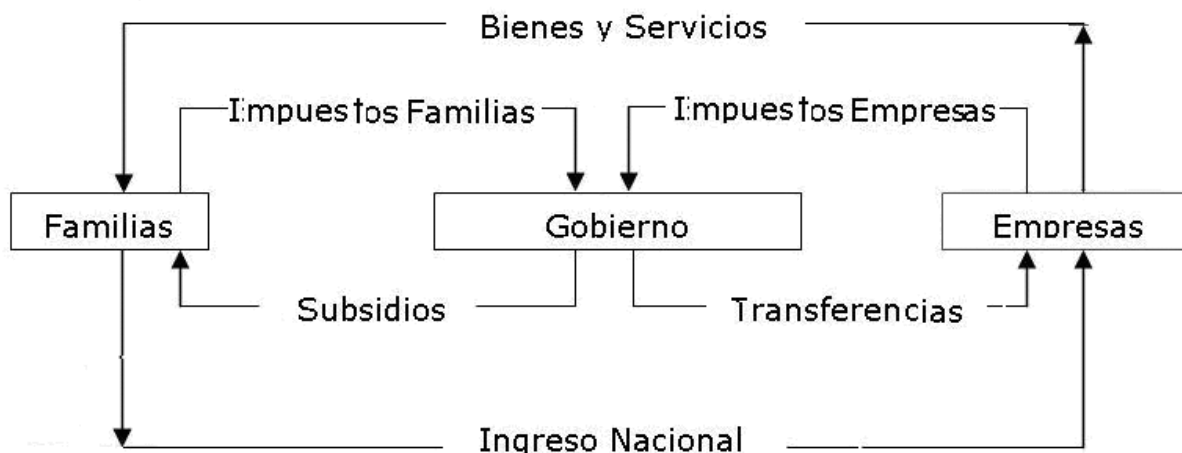 Bienes y Servicios
Impuestos Familias
Impuestos Empresas
Familias
Gobierno
Empresas
Subsidios
Transferencias
Ingreso Nacional